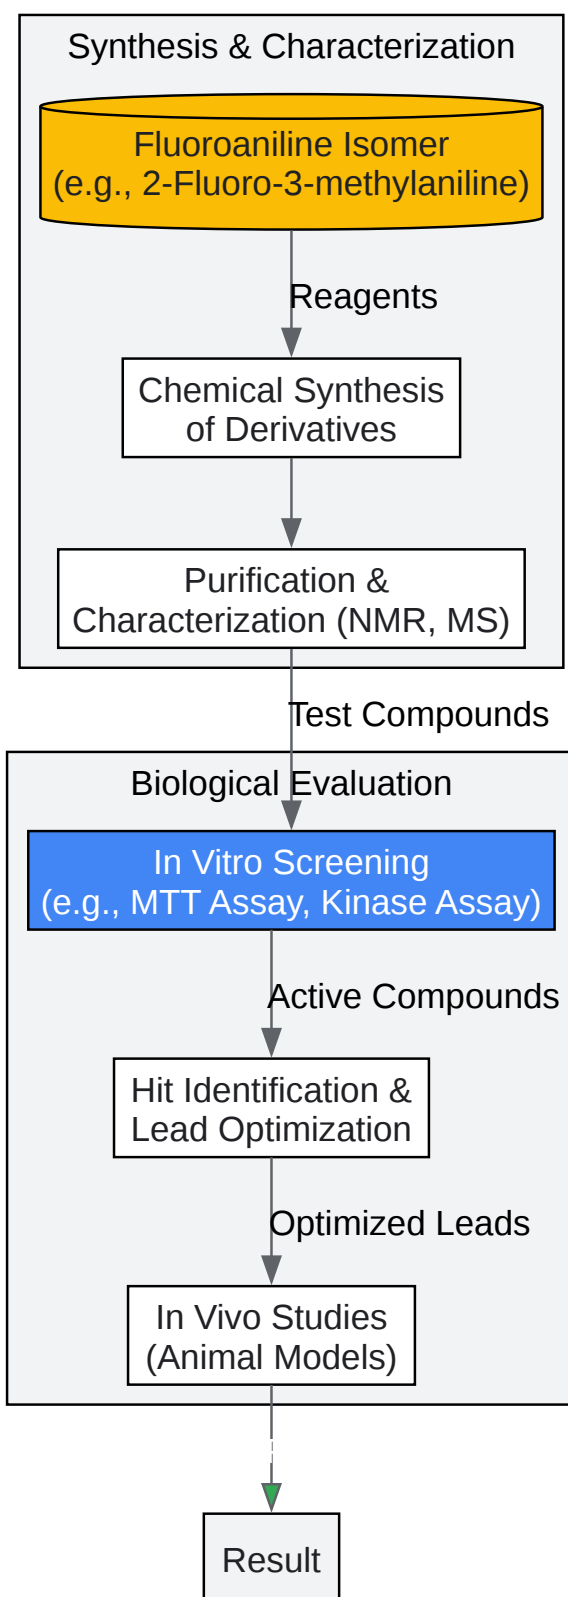 Synthesis & Characterization
Fluoroaniline Isomer
(e.g., 2-Fluoro-3-methylaniline)
Reagents
Chemical Synthesis
of Derivatives
Purification &
Characterization (NMR, MS)
Test Compounds
Biological Evaluation
In Vitro Screening
(e.g., MTT Assay, Kinase Assay)
Active Compounds
Hit Identification &
Lead Optimization
Optimized Leads
In Vivo Studies
(Animal Models)
Result